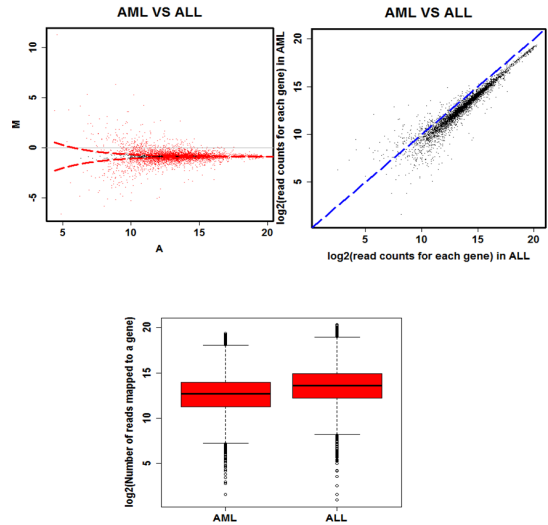 AML VS ALL
M
10
5
0
-5
5
10
15
20
A
AML VS ALL
log2(read counts for each gene) in AML
20
15
10
5
5
10
15
20
log2(read counts for each gene) in ALL
log2(Number of reads mapped to a gene)
20
15
10
5
AML
ALL